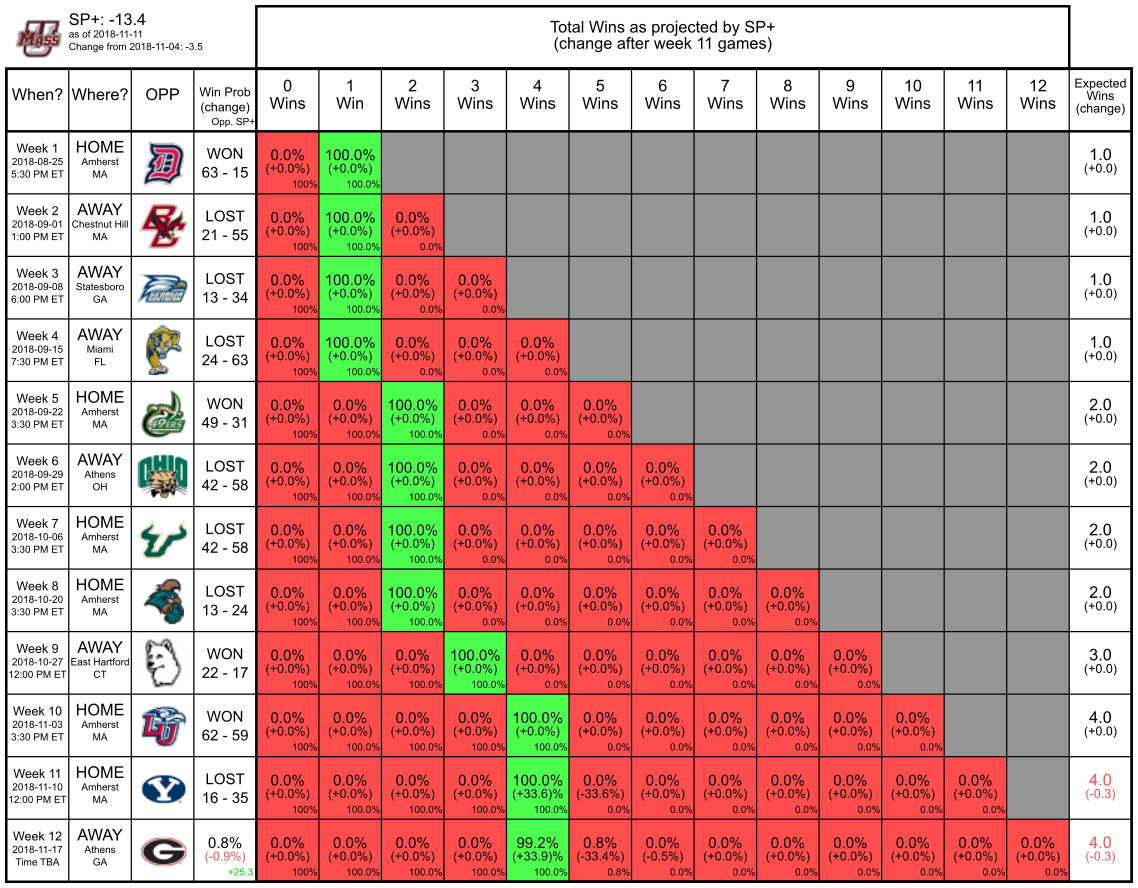 MASS
SP+: -13.4
as of 2018-11-11
Change from 2018-11-04: -3.5
Total Wins as projected by SP+
(change after week 11 games)
When? Where? OPP Win Prob (change) Opp. SP+ 0 Wins 1 Win 2 Wins 3 Wins 4 Wins 5 Wins 6 Wins 7 Wins 8 Wins 9 Wins 10 Wins 11 Wins 12 Wins Expected Wins (change)
Week 1 HOME WON 0.0% 100.0% 1.0
2018-08-25 Amherst (+0.0%) (+0.0%) (+0.0)
5:30 PM ET MA 63 - 15 100% 100.0%
Week 2 AWAY LOST 0.0% 100.0% 0.0% 1.0
2018-09-01 Chestnut Hill (+0.0%) (+0.0%) (+0.0%) (+0.0)
1:00 PM ET MA 21 - 55 100% 100.0% 0.0%
Week 3 AWAY LOST 0.0% 100.0% 0.0% 0.0% 1.0
2018-09-08 Statesboro (+0.0%) (+0.0%) (+0.0%) (+0.0%) (+0.0)
6:00 PM ET GA 13 - 34 100% 100.0% 0.0% 0.0%
Week 4 AWAY LOST 0.0% 100.0% 0.0% 0.0% 0.0% 1.0
2018-09-15 Miami (+0.0%) (+0.0%) (+0.0%) (+0.0%) (+0.0%) (+0.0)
7:30 PM ET FL 24 - 63 100% 100.0% 0.0% 0.0% 0.0%
Week 5 HOME 49ERS WON 0.0% 0.0% 100.0% 0.0% 0.0% 0.0% 2.0
2018-09-22 Amherst (+0.0%) (+0.0%) (+0.0%) (+0.0%) (+0.0%) (+0.0%) (+0.0)
3:30 PM ET MA 49 - 31 100% 100.0% 100.0% 0.0% 0.0% 0.0%
Week 6 AWAY OHIO LOST 0.0% 0.0% 100.0% 0.0% 0.0% 0.0% 0.0% 2.0
2018-09-29 Athens (+0.0%) (+0.0%) (+0.0%) (+0.0%) (+0.0%) (+0.0%) (+0.0%) (+0.0)
2:00 PM ET OH 42 - 58 100% 100.0% 100.0% 0.0% 0.0% 0.0% 0.0%
Week 7 HOME LOST 0.0% 0.0% 100.0% 0.0% 0.0% 0.0% 0.0% 0.0% 2.0
2018-10-06 Amherst (+0.0%) (+0.0%) (+0.0%) (+0.0%) (+0.0%) (+0.0%) (+0.0%) (+0.0%) (+0.0)
3:30 PM ET MA 42 - 58 100% 100.0% 100.0% 0.0% 0.0% 0.0% 0.0% 0.0%
Week 8 HOME LOST 0.0% 0.0% 100.0% 0.0% 0.0% 0.0% 0.0% 0.0% 0.0% 2.0
2018-10-20 Amherst (+0.0%) (+0.0%) (+0.0%) (+0.0%) (+0.0%) (+0.0%) (+0.0%) (+0.0%) (+0.0%) (+0.0)
3:30 PM ET MA 13 - 24 100% 100.0% 100.0% 0.0% 0.0% 0.0% 0.0% 0.0% 0.0%
Week 9 AWAY WON 0.0% 0.0% 0.0% 100.0% 0.0% 0.0% 0.0% 0.0% 0.0% 0.0% 3.0
2018-10-27 East Hartford (+0.0%) (+0.0%) (+0.0%) (+0.0%) (+0.0%) (+0.0%) (+0.0%) (+0.0%) (+0.0%) (+0.0%) (+0.0)
12:00 PM ET CT 22 - 17 100% 100.0% 100.0% 100.0% 0.0% 0.0% 0.0% 0.0% 0.0% 0.0%
Week 10 HOME LU WON 0.0% 0.0% 0.0% 0.0% 100.0% 0.0% 0.0% 0.0% 0.0% 0.0% 0.0% 4.0
2018-11-03 Amherst (+0.0%) (+0.0%) (+0.0%) (+0.0%) (+0.0%) (+0.0%) (+0.0%) (+0.0%) (+0.0%) (+0.0%) (+0.0%) (+0.0)
3:30 PM ET MA 62 - 59 100% 100.0% 100.0% 100.0% 100.0% 0.0% 0.0% 0.0% 0.0% 0.0% 0.0%
Week 11 HOME Y LOST 0.0% 0.0% 0.0% 0.0% 100.0% 0.0% 0.0% 0.0% 0.0% 0.0% 0.0% 0.0% 4.0
2018-11-10 Amherst (+0.0%) (+0.0%) (+0.0%) (+0.0%) (+33.6)% (-33.6%) (+0.0%) (+0.0%) (+0.0%) (+0.0%) (+0.0%) (+0.0%) (-0.3)
12:00 PM ET MA 16 - 35 100% 100.0% 100.0% 100.0% 100.0% 0.0% 0.0% 0.0% 0.0% 0.0% 0.0% 0.0%
Week 12 AWAY G 0.8% 0.0% 0.0% 0.0% 0.0% 99.2% 0.8% 0.0% 0.0% 0.0% 0.0% 0.0% 0.0% 0.0% 4.0
2018-11-17 Athens (-0.9%) (+0.0%) (+0.0%) (+0.0%) (+0.0%) (+33.9)% (-33.4%) (-0.5%) (+0.0%) (+0.0%) (+0.0%) (+0.0%) (+0.0%) (+0.0%) (-0.3)
Time TBA GA +25.3 100% 100.0% 100.0% 100.0% 100.0% 0.8% 0.0% 0.0% 0.0% 0.0% 0.0% 0.0% 0.0%